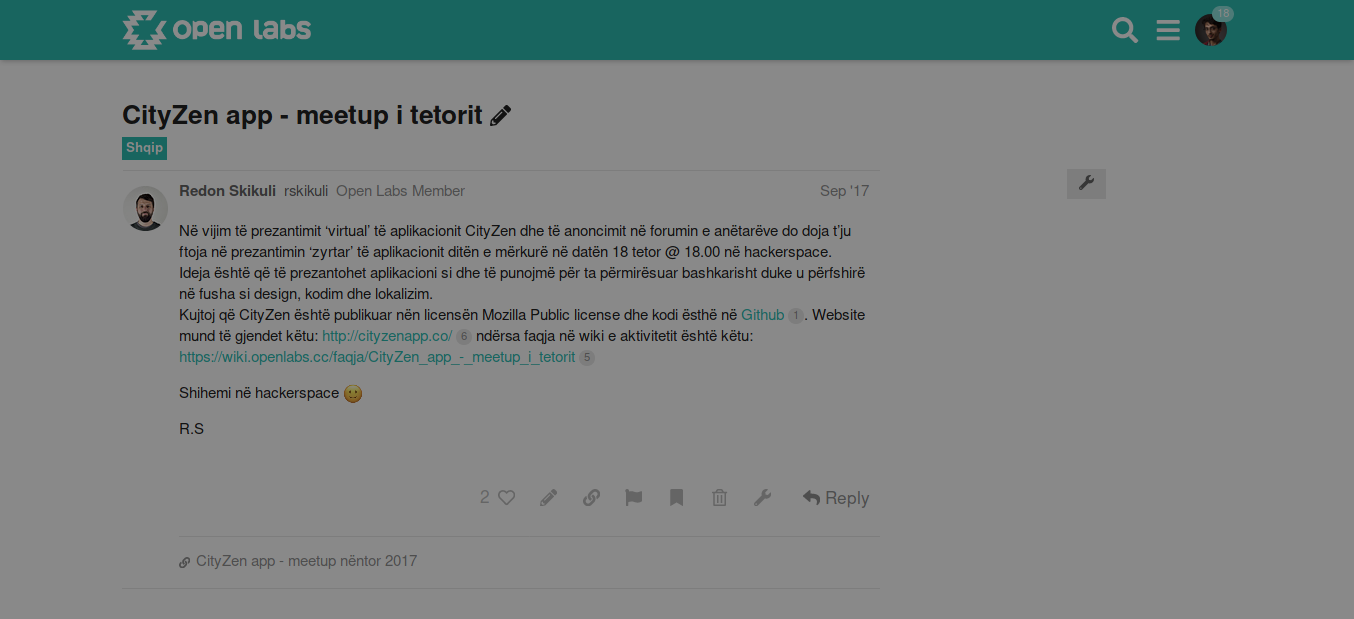 open labs
18
CityZen app - meetup i tetorit
Shqip
Redon Skikuli rskikuli Open Labs Member Sep '17
Në vijim të prezantimit ‘virtual’ të aplikacionit CityZen dhe të anoncimit në forumin e anëtarëve do doja t’ju
ftoja në prezantimin ‘zyrtar’ të aplikacionit ditën e mërkurë në datën 18 tetor @ 18.00 në hackerspace.
Ideja është që të prezantohet aplikacioni si dhe të punojmë për ta përmirësuar bashkarisht duke u përfshirë
në fusha si design, kodim dhe lokalizim.
Kujtoj që CityZen është publikuar nën licensën Mozilla Public license dhe kodi ësthë në Github 1. Website
mund të gjendet këtu: http://cityzenapp.co/ 6 ndërsa faqja në wiki e aktivitetit është këtu:
https://wiki.openlabs.cc/faqja/CityZen_app_-_meetup_i_tetorit 5
Shihemi në hackerspace
R.S
2 Reply
CityZen app - meetup nëntor 2017